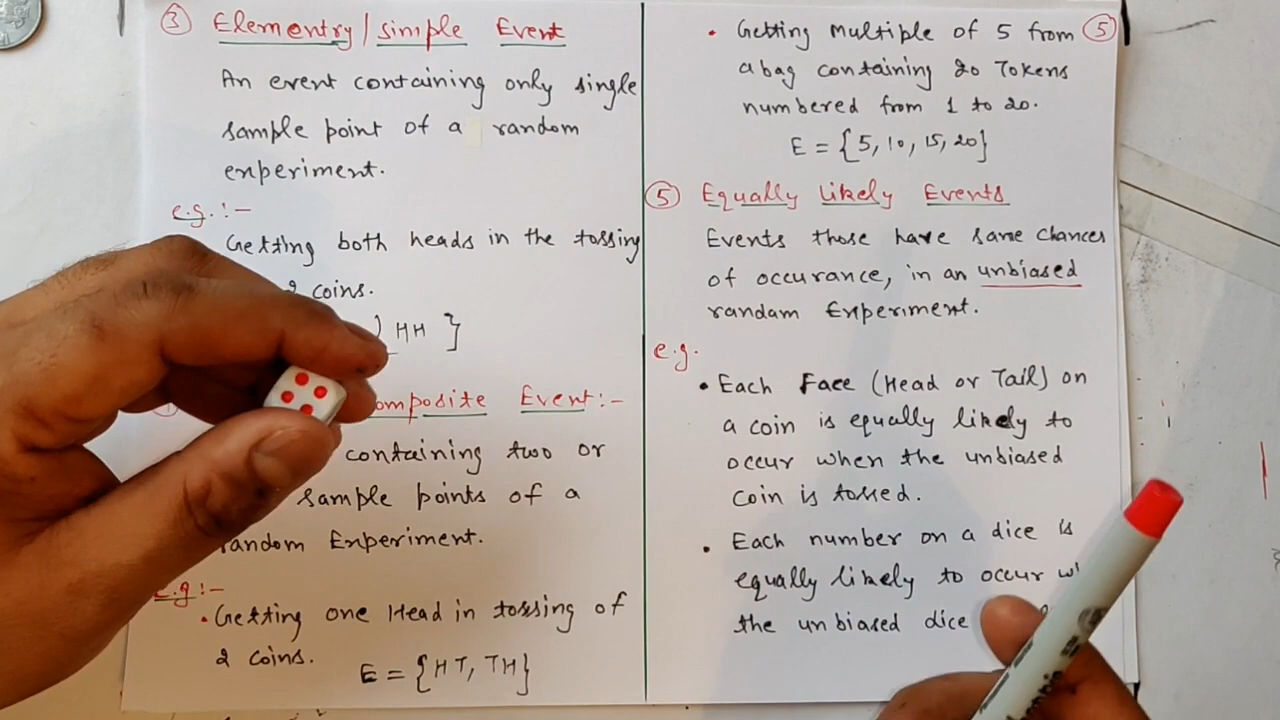 ③ Elementry/simple Event
An event containing only single
sample point of a random
experiment.
e.g.:-
Getting both heads in the tossing
2 coins.
HH }
omposite Event:-
containing two or
sample points of a
random Experiment.
e.g:-
• Getting one Head in tossing of
2 coins.
E = {HT, TH}
• Getting Multiple of 5 from ⑤
a bag containing 20 Tokens
numbered from 1 to 20.
E = {5, 10, 15, 20}
⑤ Equally Likely Events
Events those have same chances
of occurance, in an unbiased
randam Experiment.
e.g.
• Each Face (Head or Tail) on
a coin is equally likely to
occur when the unbiased
coin is tossed.
• Each number on a dice is
equally likely to occur
the unbiased dice